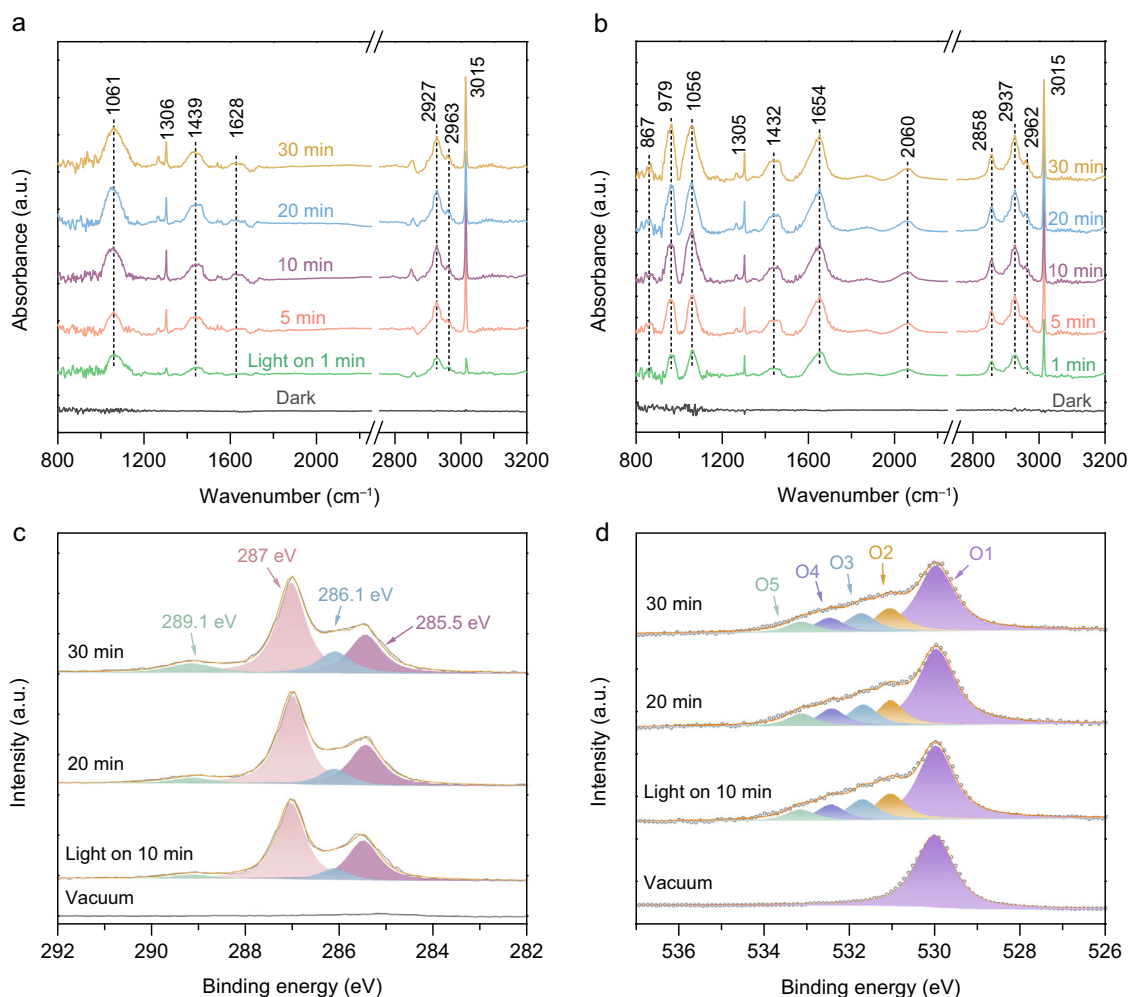 a
1061
1306
1439
1628
2927
2963
3015
30 min
20 min
10 min
5 min
Light on 1 min
Dark
Absorbance (a.u.)
800 1200 1600 2000 2800 3000 3200
Wavenumber (cm⁻¹)
b
867
979
1056
1305
1432
1654
2060
2858
2937
2962
3015
30 min
20 min
10 min
5 min
1 min
Dark
Absorbance (a.u.)
800 1200 1600 2000 2800 3000 3200
Wavenumber (cm⁻¹)
c
287 eV
286.1 eV
289.1 eV
285.5 eV
30 min
20 min
Light on 10 min
Vacuum
Intensity (a.u.)
292 290 288 286 284 282
Binding energy (eV)
d
O5 O4 O3 O2 O1
30 min
20 min
Light on 10 min
Vacuum
Intensity (a.u.)
536 534 532 530 528 526
Binding energy (eV)